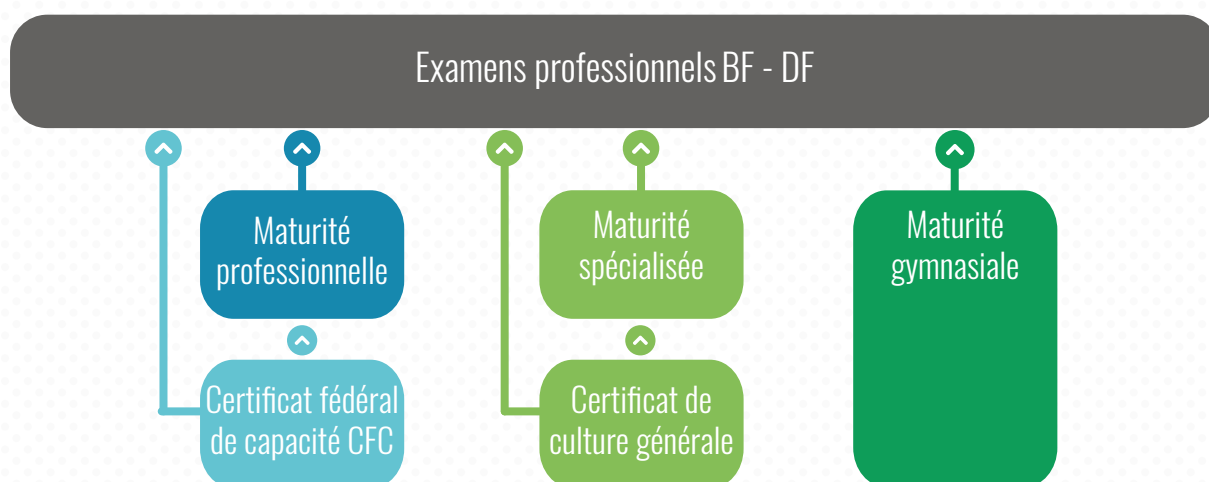 Examens professionnels BF - DF
Maturité
professionnelle
Maturité
spécialisée
Maturité
gymnasiale
Certificat fédéral
de capacité CFC
Certificat de
culture générale